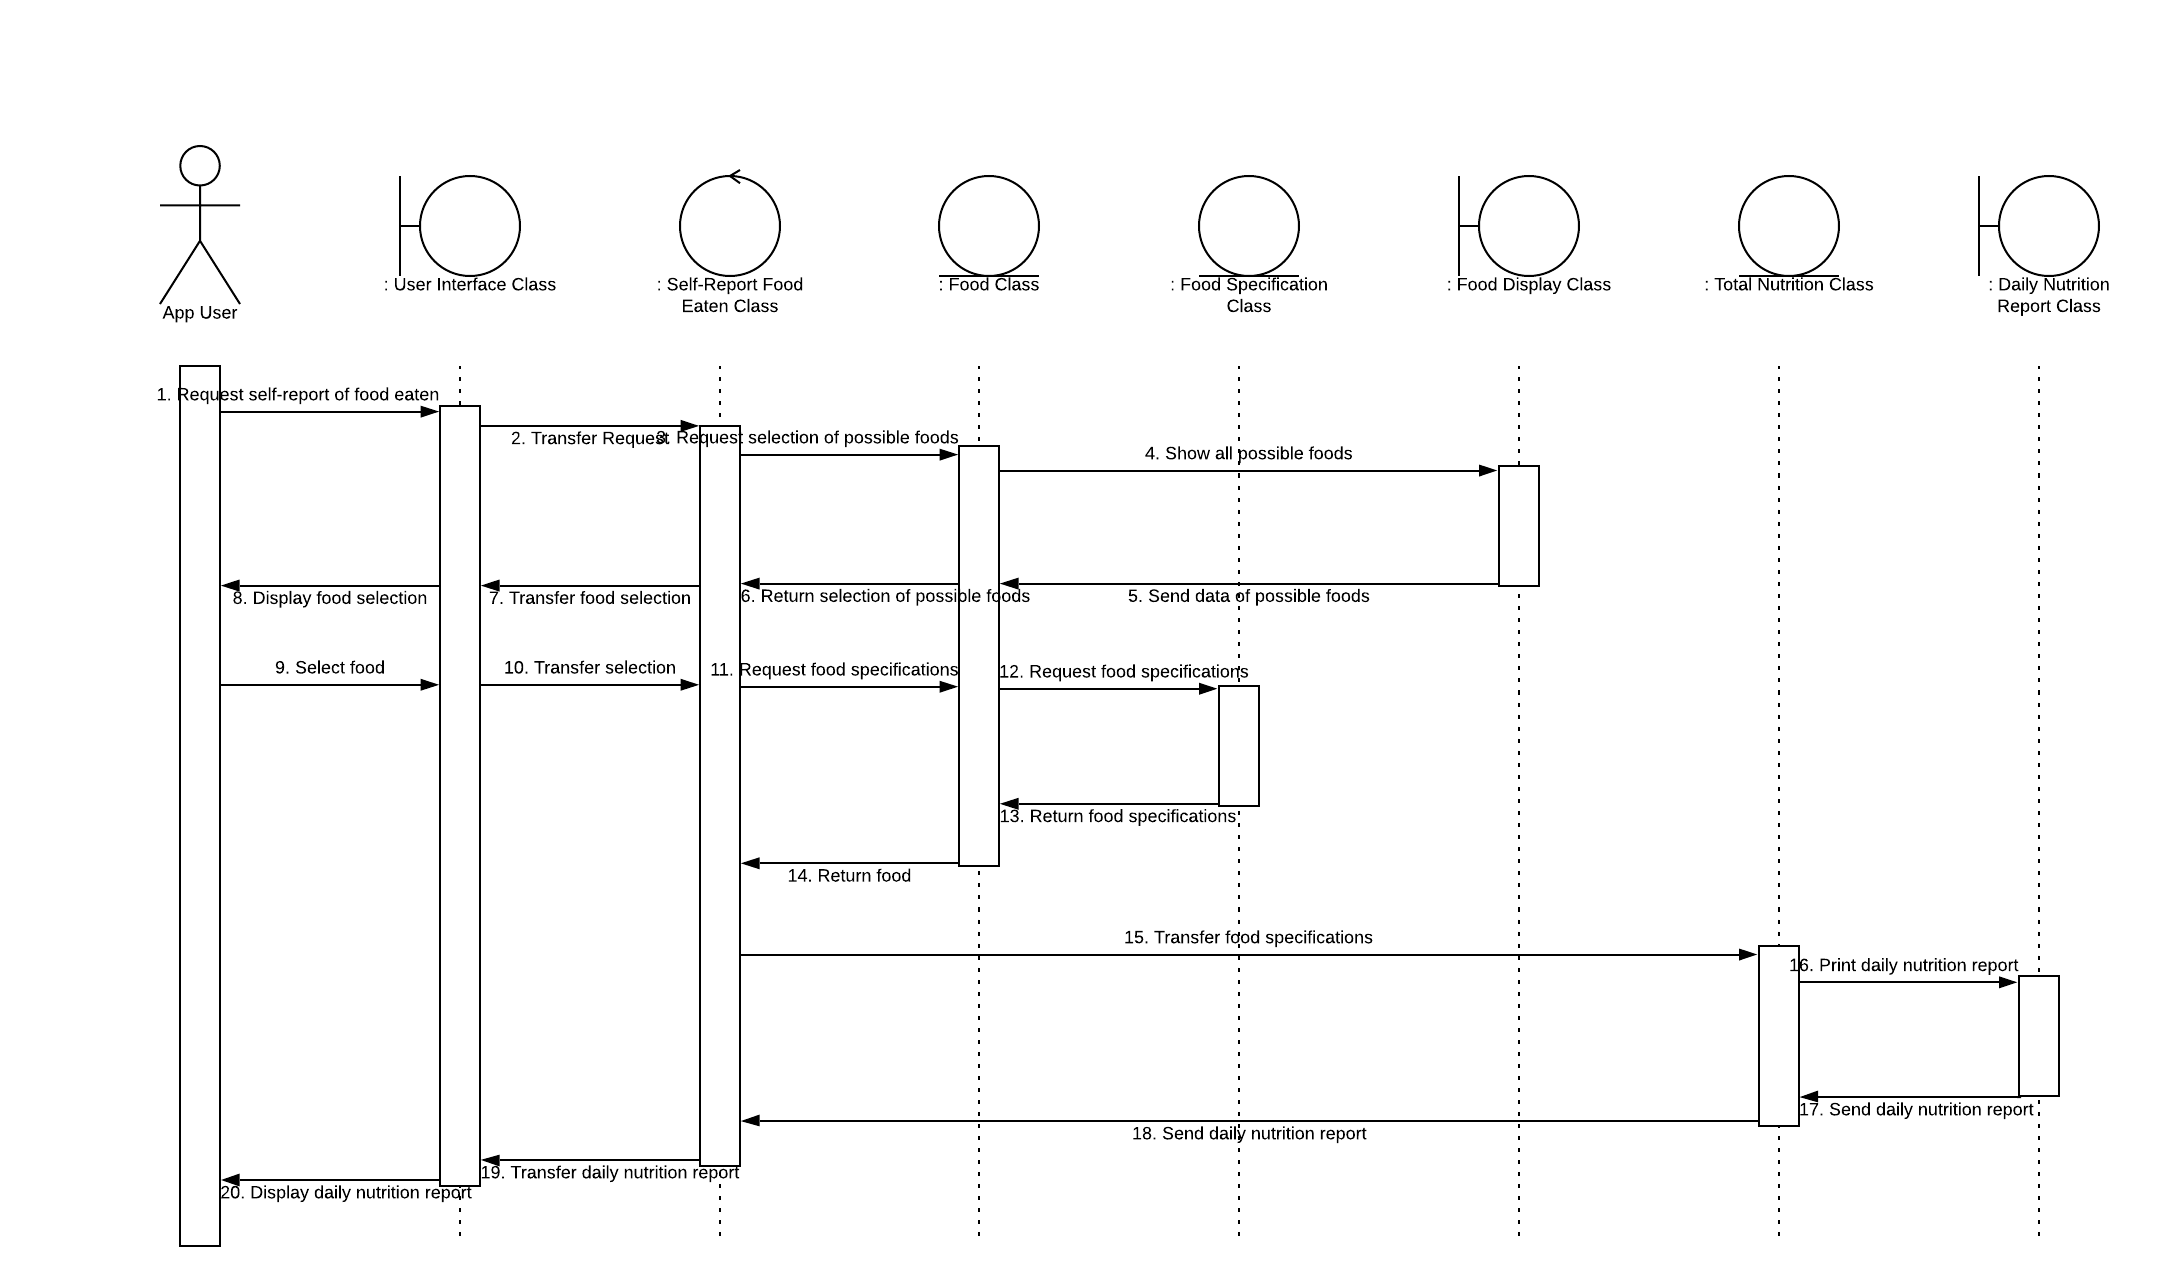 App User
: User Interface Class
: Self-Report Food
Eaten Class
: Food Class
: Food Specification
Class
: Food Display Class
: Total Nutrition Class
: Daily Nutrition
Report Class
1. Request self-report of food eaten
2. Transfer Request
3. Request selection of possible foods
4. Show all possible foods
5. Send data of possible foods
6. Return selection of possible foods
7. Transfer food selection
8. Display food selection
9. Select food
10. Transfer selection
11. Request food specifications
12. Request food specifications
13. Return food specifications
14. Return food
15. Transfer food specifications
16. Print daily nutrition report
17. Send daily nutrition report
18. Send daily nutrition report
19. Transfer daily nutrition report
20. Display daily nutrition report